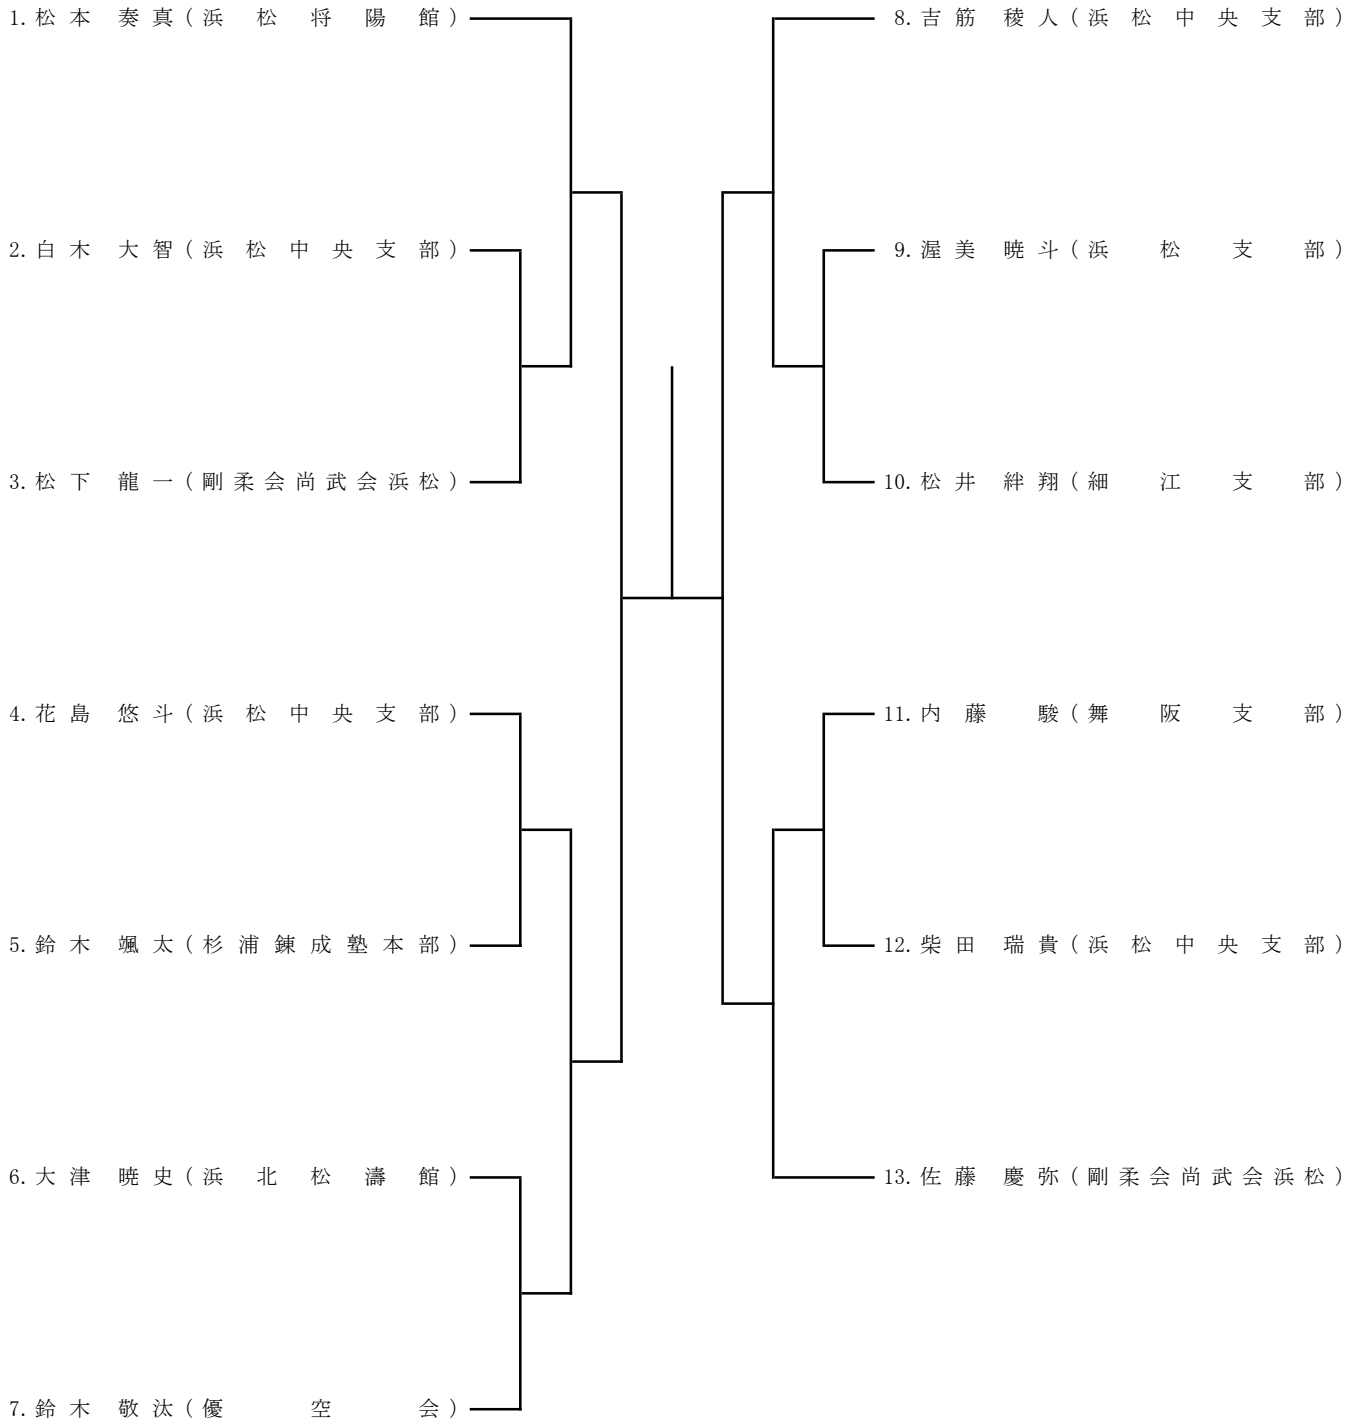 1. 松本 奏真(浜松将陽館)
2. 白木 大智(浜松中央支部)
3. 松下 龍一(剛柔会尚武会浜松)
4. 花島 悠斗(浜松中央支部)
5. 鈴木 颯太(杉浦錬成塾本部)
6. 大津 暁史(浜北松濤館)
7. 鈴木 敬汰(優空会)
8. 吉筋 稜人(浜松中央支部)
9. 渥美 暁斗(浜松支部)
10. 松井 絆翔(細江支部)
11. 内藤 駿(舞阪支部)
12. 柴田 瑞貴(浜松中央支部)
13. 佐藤 慶弥(剛柔会尚武会浜松)